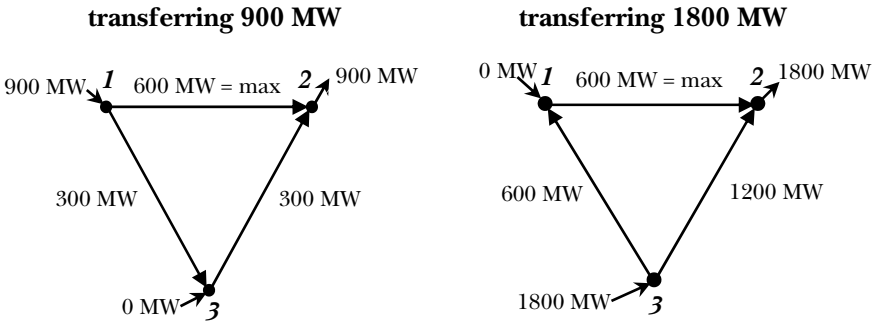 transferring 900 MW
900 MW
1
600 MW = max
2
900 MW
300 MW
300 MW
0 MW
3
transferring 1800 MW
0 MW
1
600 MW = max
2
1800 MW
600 MW
1200 MW
1800 MW
3